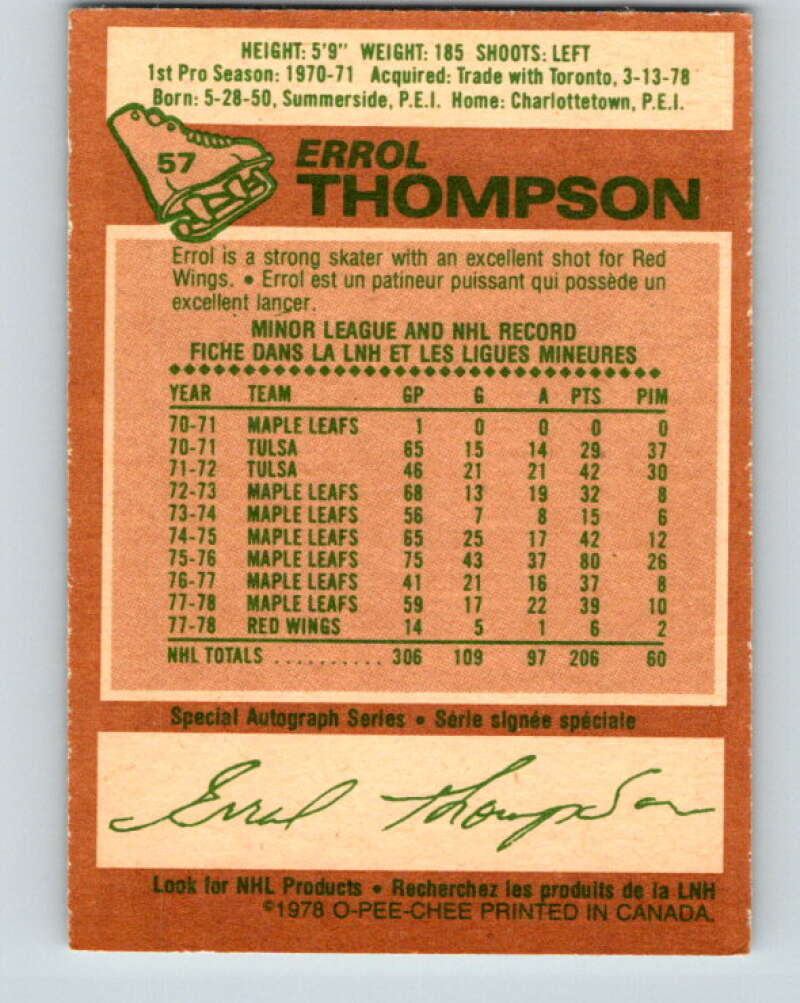 HEIGHT: 5'9" WEIGHT: 185 SHOOTS: LEFT
1st Pro Season: 1970-71 Acquired: Trade with Toronto, 3-13-78
Born: 5-28-50, Summerside, P.E.I. Home: Charlottetown, P.E.I.
57
ERROL
THOMPSON
Errol is a strong skater with an excellent shot for Red
Wings. • Errol est un patineur puissant qui possède un
excellent lancer.
MINOR LEAGUE AND NHL RECORD
FICHE DANS LA LNH ET LES LIGUES MINEURES
YEAR TEAM GP G A PTS PIM
70-71 MAPLE LEAFS 1 0 0 0 0
70-71 TULSA 65 15 14 29 37
71-72 TULSA 46 21 21 42 30
72-73 MAPLE LEAFS 68 13 19 32 8
73-74 MAPLE LEAFS 56 7 8 15 6
74-75 MAPLE LEAFS 65 25 17 42 12
75-76 MAPLE LEAFS 75 43 37 80 26
76-77 MAPLE LEAFS 41 21 16 37 8
77-78 MAPLE LEAFS 59 17 22 39 10
77-78 RED WINGS 14 5 1 6 2
NHL TOTALS .......... 306 109 97 206 60
Special Autograph Series • Série signée spéciale
Errol Thompson
Look for NHL Products • Recherchez les produits de la LNH
©1978 O-PEE-CHEE PRINTED IN CANADA.